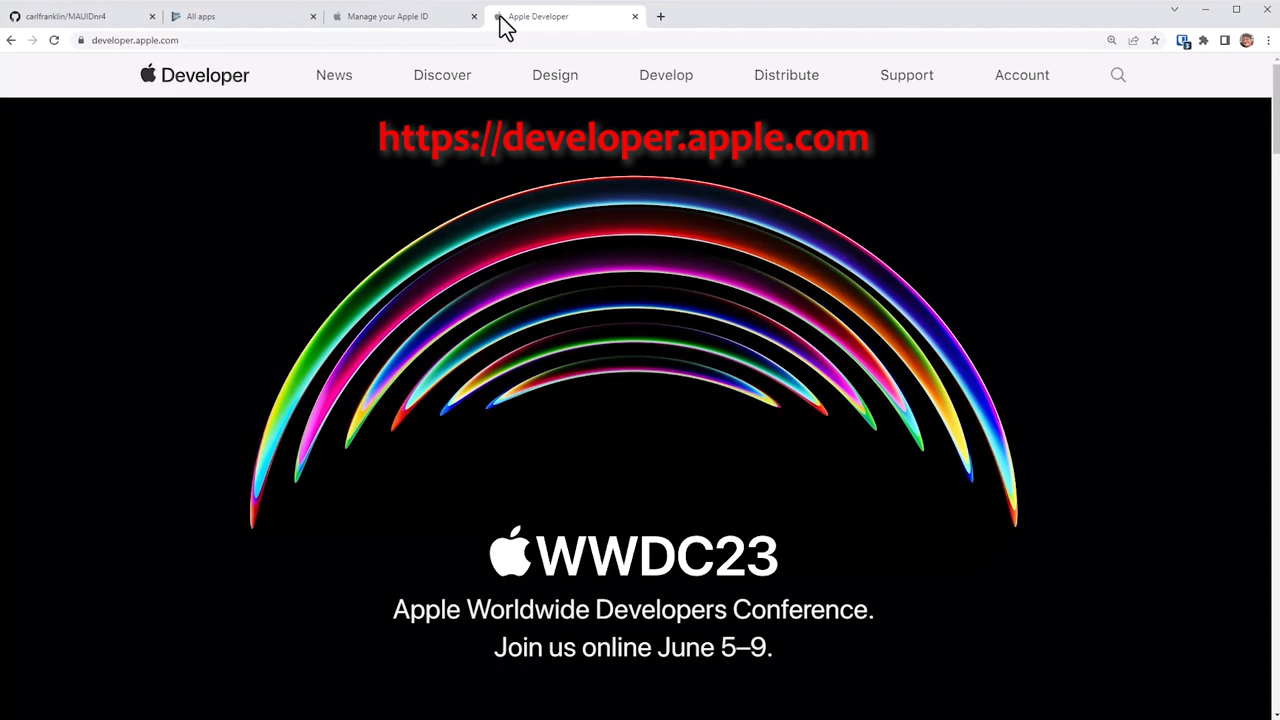 carlfranklin/MAUIDnr4
All apps
Manage your Apple ID
Apple Developer
developer.apple.com
Developer
News
Discover
Design
Develop
Distribute
Support
Account
https://developer.apple.com
WWDC23
Apple Worldwide Developers Conference.
Join us online June 5–9.